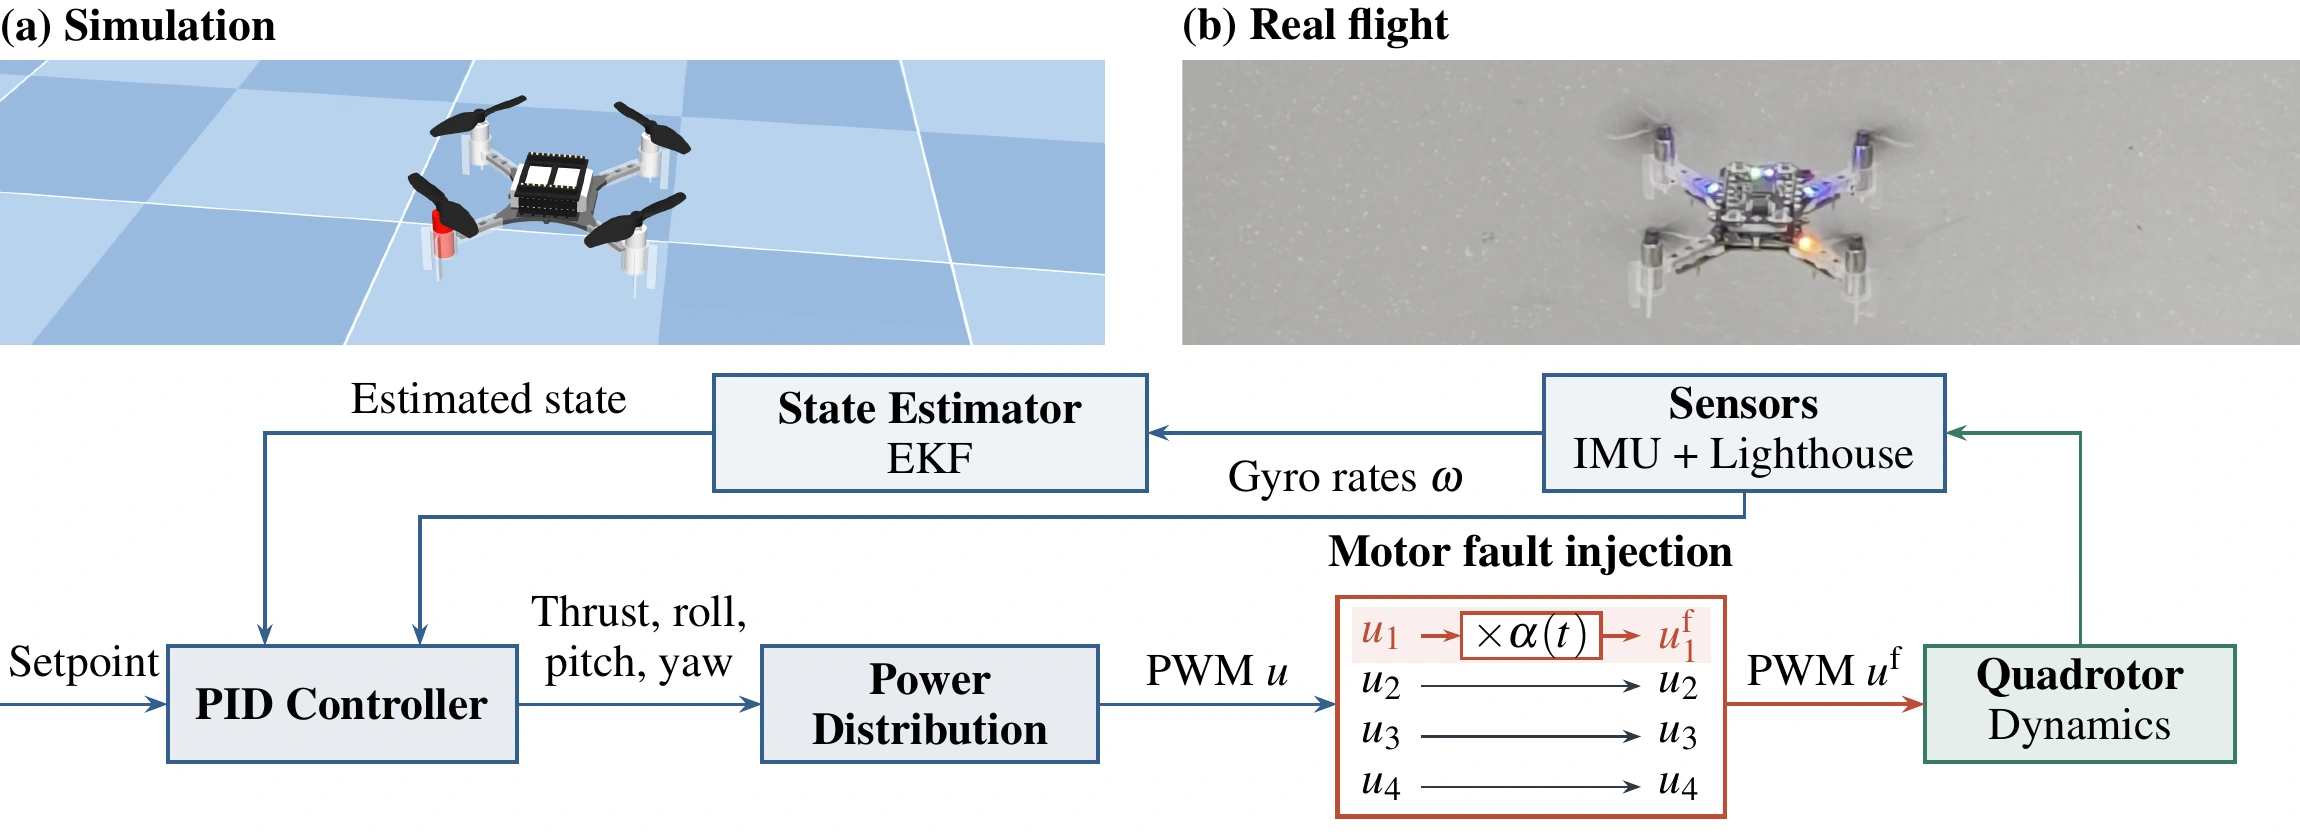 (a) Simulation
(b) Real flight
Estimated state
State Estimator
EKF
Sensors
IMU + Lighthouse
Gyro rates ω
Motor fault injection
Setpoint
PID Controller
Thrust, roll,
pitch, yaw
Power
Distribution
PWM u
u₁ ×α(t) u₁ᶠ
u₂ u₂
u₃ u₃
u₄ u₄
PWM uᶠ
Quadrotor
Dynamics